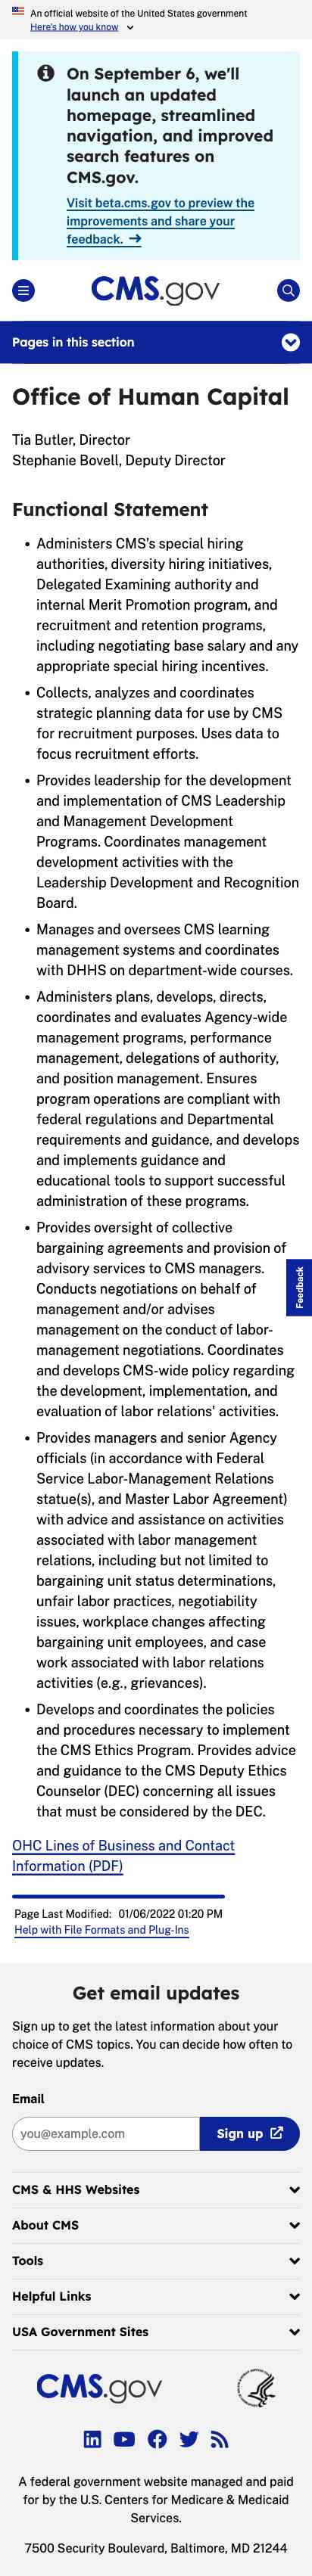 An official website of the United States government
Here's how you know
On September 6, we'll
launch an updated
homepage, streamlined
navigation, and improved
search features on
CMS.gov.
Visit beta.cms.gov to preview the
improvements and share your
feedback.
CMS.gov
Pages in this section
Office of Human Capital
Tia Butler, Director
Stephanie Bovell, Deputy Director
Functional Statement
• Administers CMS’s special hiring
authorities, diversity hiring initiatives,
Delegated Examining authority and
internal Merit Promotion program, and
recruitment and retention programs,
including negotiating base salary and any
appropriate special hiring incentives.
• Collects, analyzes and coordinates
strategic planning data for use by CMS
for recruitment purposes. Uses data to
focus recruitment efforts.
• Provides leadership for the development
and implementation of CMS Leadership
and Management Development
Programs. Coordinates management
development activities with the
Leadership Development and Recognition
Board.
• Manages and oversees CMS learning
management systems and coordinates
with DHHS on department-wide courses.
• Administers plans, develops, directs,
coordinates and evaluates Agency-wide
management programs, performance
management, delegations of authority,
and position management. Ensures
program operations are compliant with
federal regulations and Departmental
requirements and guidance, and develops
and implements guidance and
educational tools to support successful
administration of these programs.
• Provides oversight of collective
bargaining agreements and provision of
advisory services to CMS managers.
Conducts negotiations on behalf of
management and/or advises
management on the conduct of labor-
management negotiations. Coordinates
and develops CMS-wide policy regarding
the development, implementation, and
evaluation of labor relations' activities.
Feedback
• Provides managers and senior Agency
officials (in accordance with Federal
Service Labor-Management Relations
statue(s), and Master Labor Agreement)
with advice and assistance on activities
associated with labor management
relations, including but not limited to
bargaining unit status determinations,
unfair labor practices, negotiability
issues, workplace changes affecting
bargaining unit employees, and case
work associated with labor relations
activities (e.g., grievances).
• Develops and coordinates the policies
and procedures necessary to implement
the CMS Ethics Program. Provides advice
and guidance to the CMS Deputy Ethics
Counselor (DEC) concerning all issues
that must be considered by the DEC.
OHC Lines of Business and Contact
Information (PDF)
Page Last Modified: 01/06/2022 01:20 PM
Help with File Formats and Plug-Ins
Get email updates
Sign up to get the latest information about your
choice of CMS topics. You can decide how often to
receive updates.
Email
you@example.com
Sign up
CMS & HHS Websites
About CMS
Tools
Helpful Links
USA Government Sites
CMS.gov
A federal government website managed and paid
for by the U.S. Centers for Medicare & Medicaid
Services.
7500 Security Boulevard, Baltimore, MD 21244